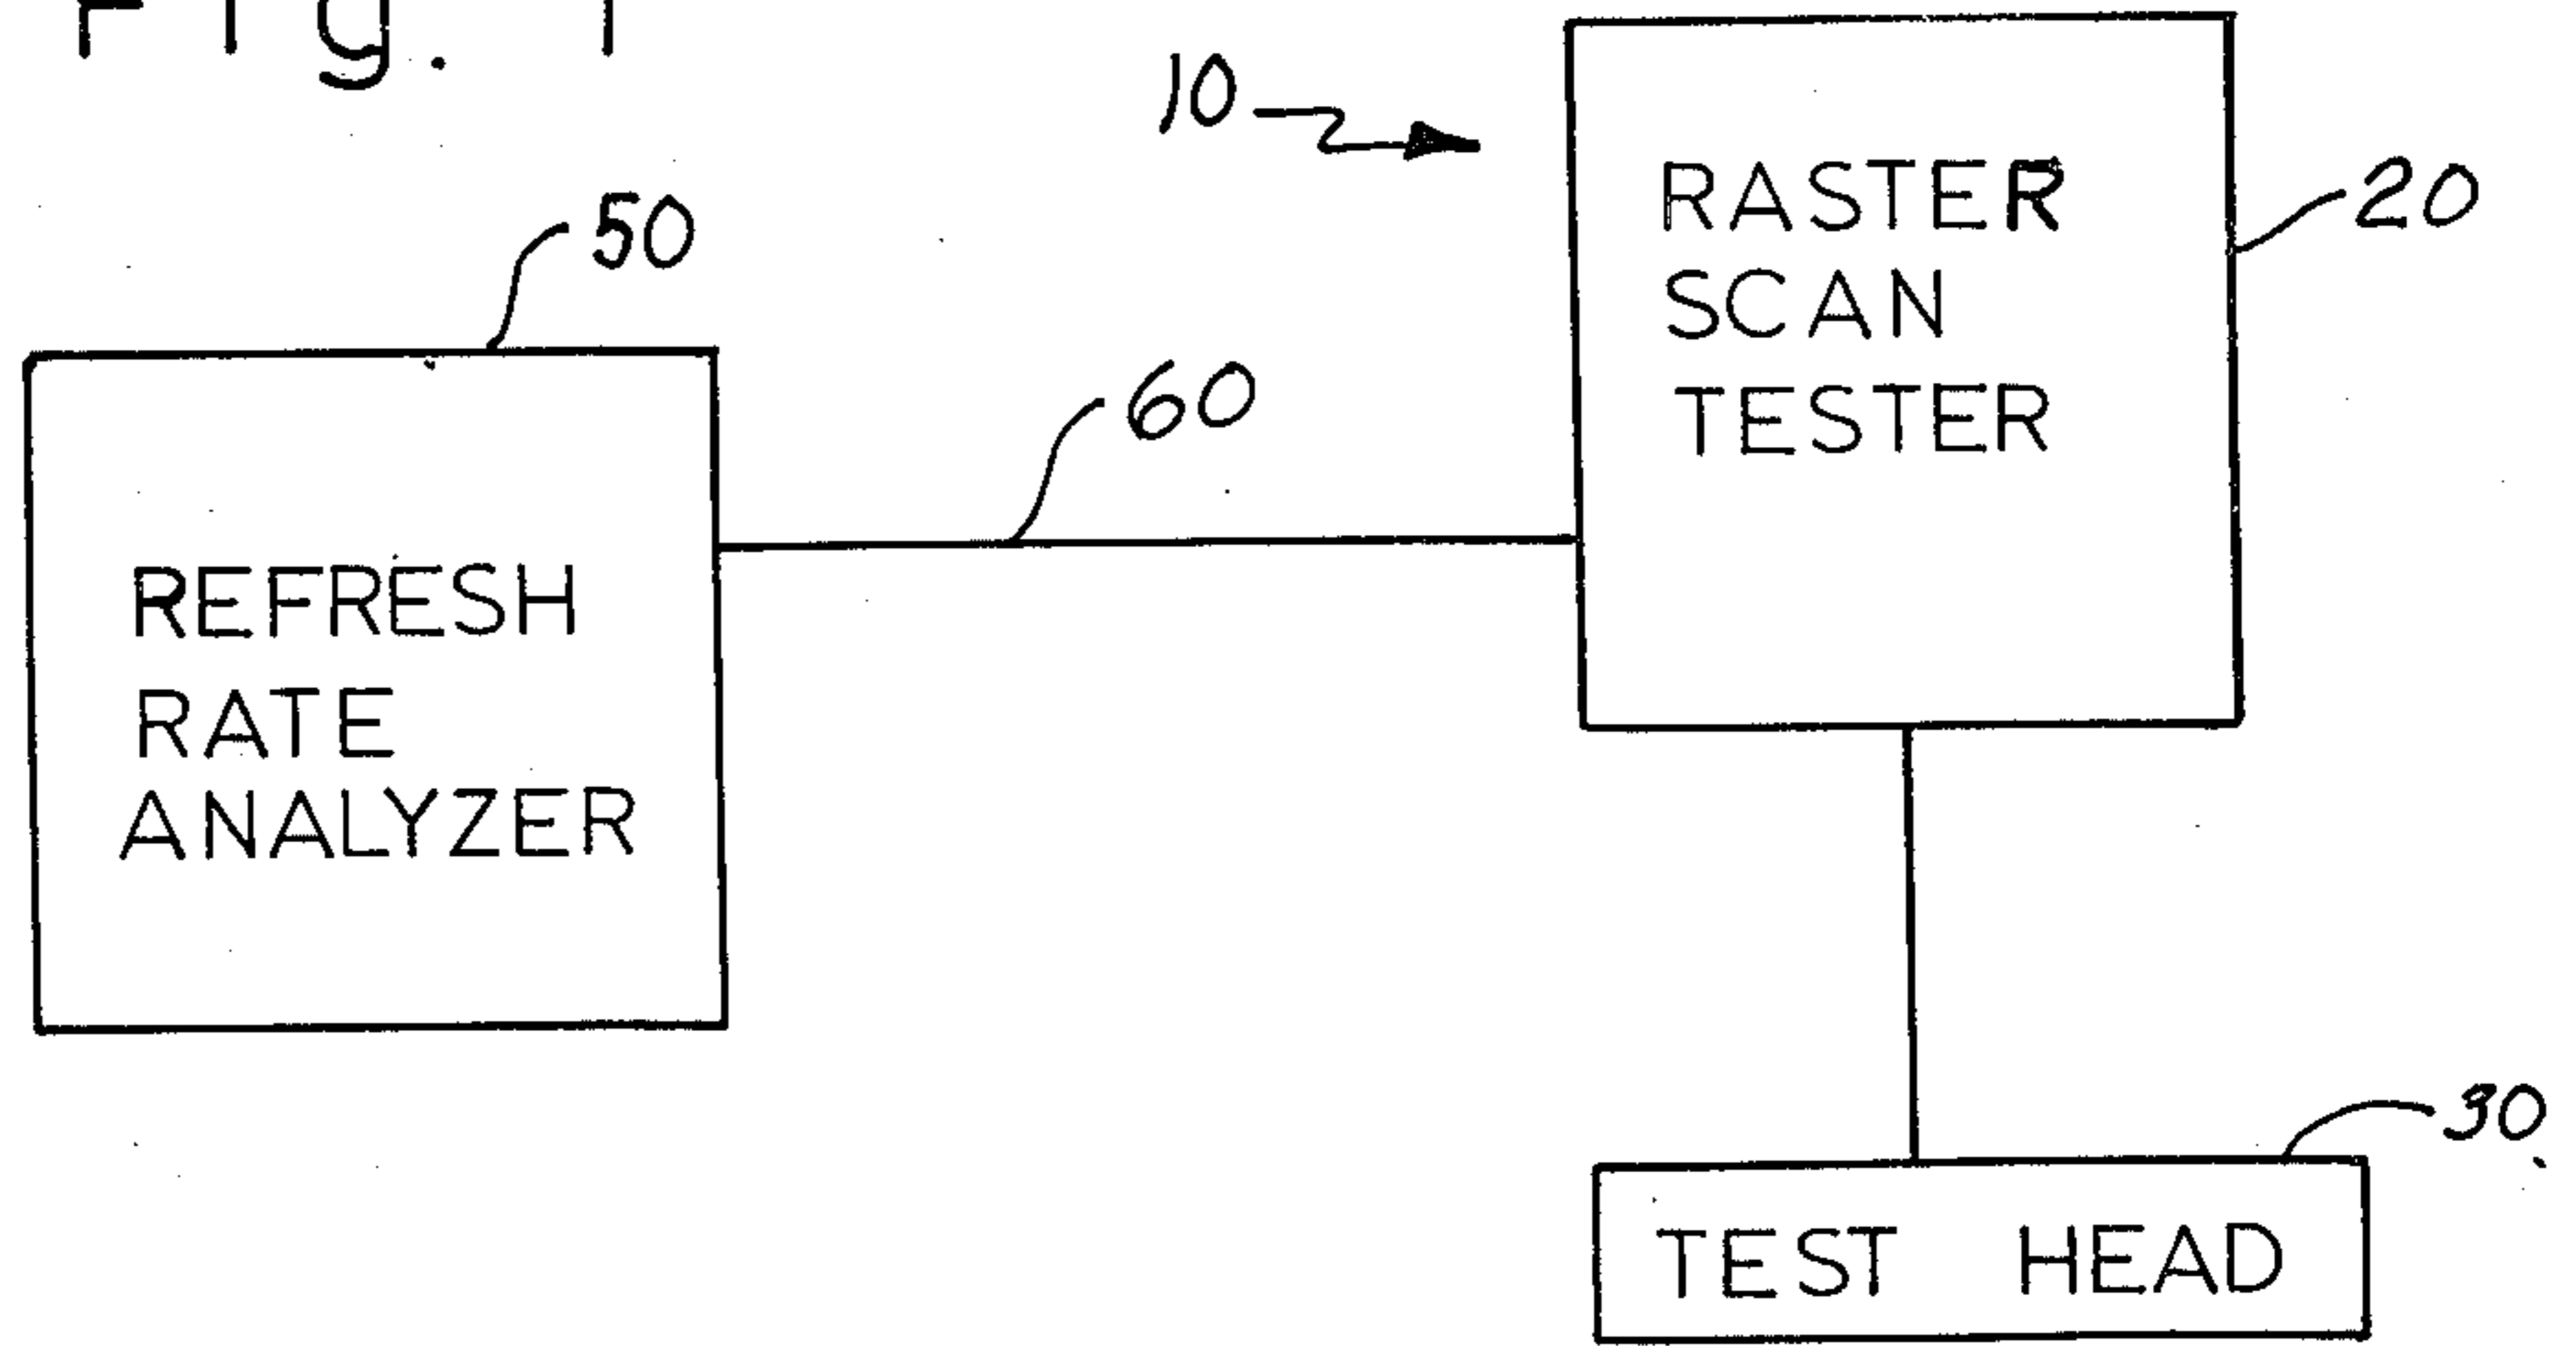 Fig. 1
10
RASTER
SCAN
TESTER
20
50
60
REFRESH
RATE
ANALYZER
30
TEST HEAD